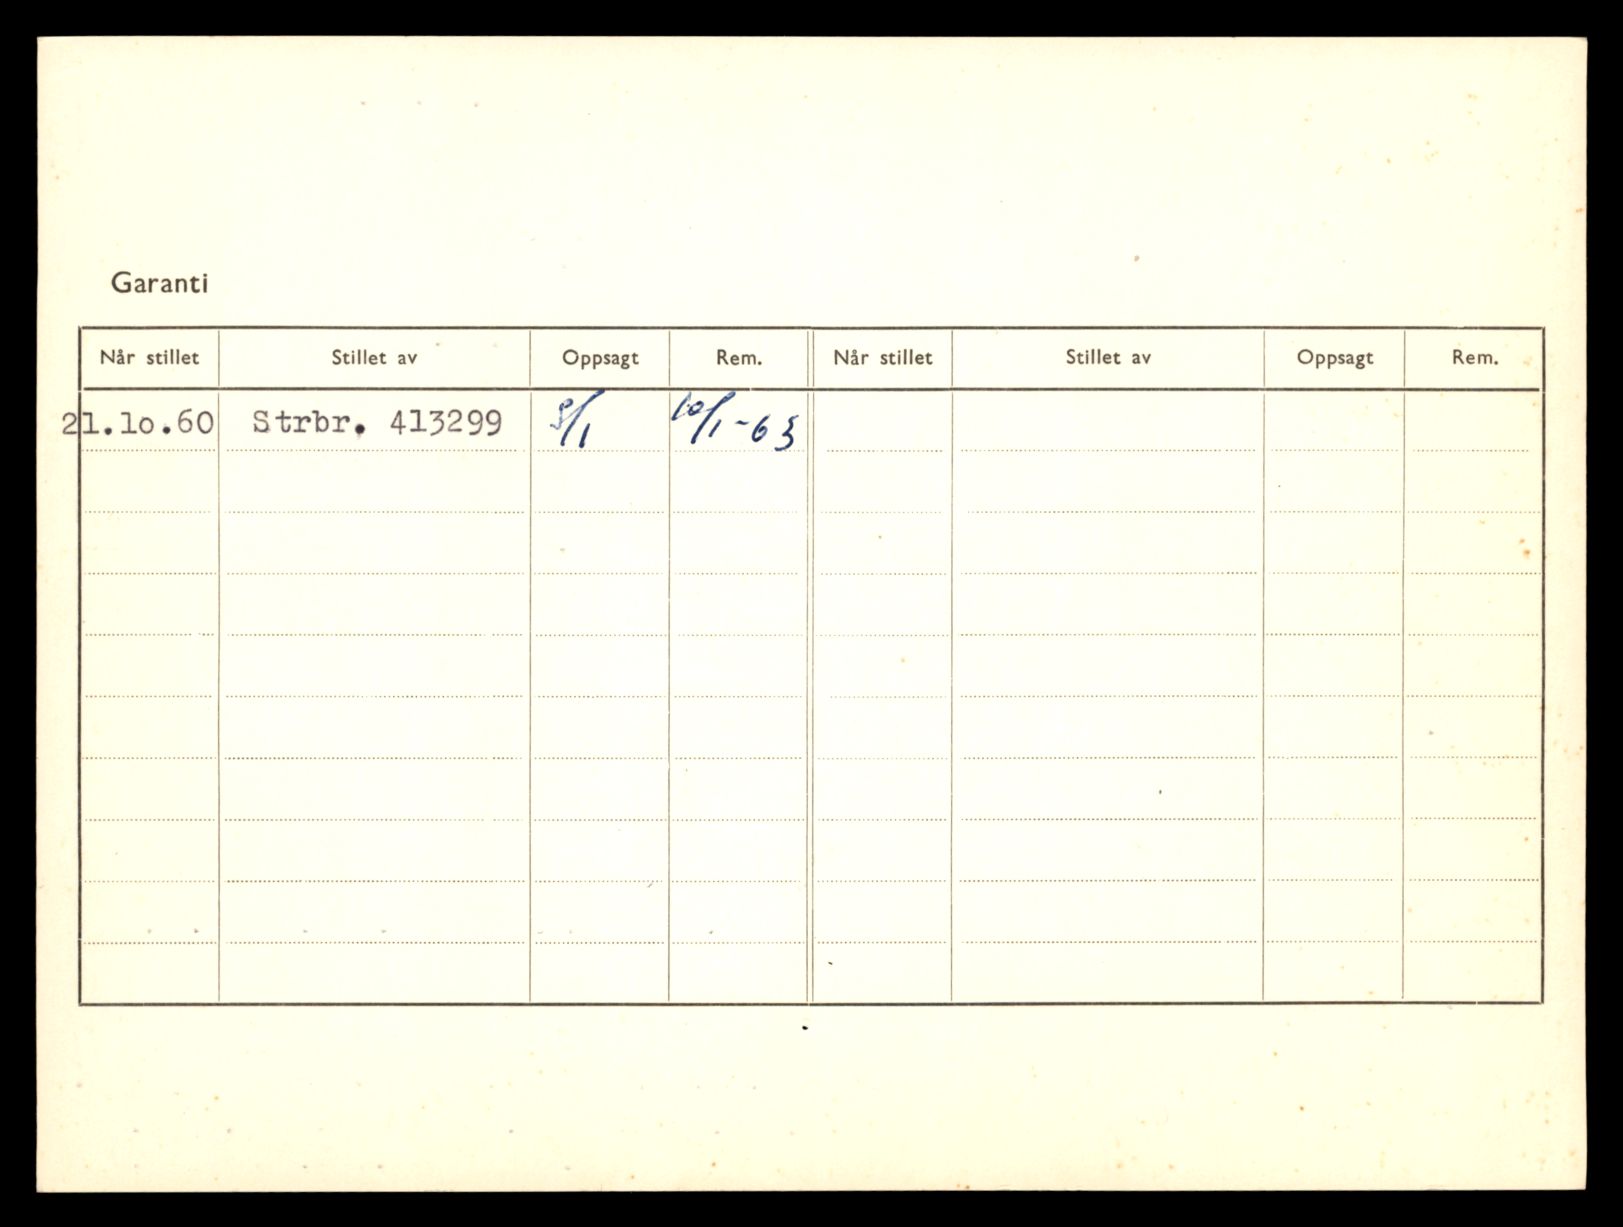 Garanti
Når stillet Stillet av Oppsagt Rem. Når stillet Stillet av Oppsagt Rem.
21.1o.60 Strbr. 413299 9/1 10/1-63